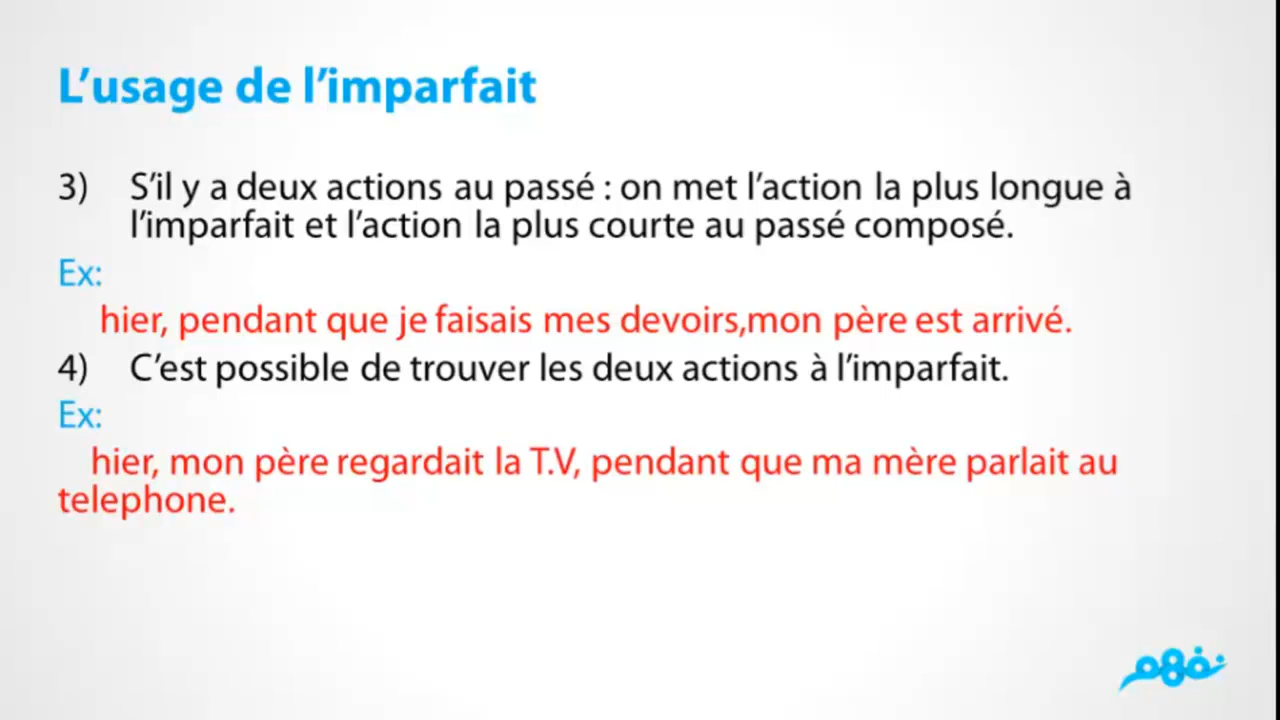 L’usage de l’imparfait
3) S’il y a deux actions au passé : on met l’action la plus longue à
l’imparfait et l’action la plus courte au passé composé.
Ex:
hier, pendant que je faisais mes devoirs,mon père est arrivé.
4) C’est possible de trouver les deux actions à l’imparfait.
Ex:
hier, mon père regardait la T.V, pendant que ma mère parlait au
telephone.
نفهم